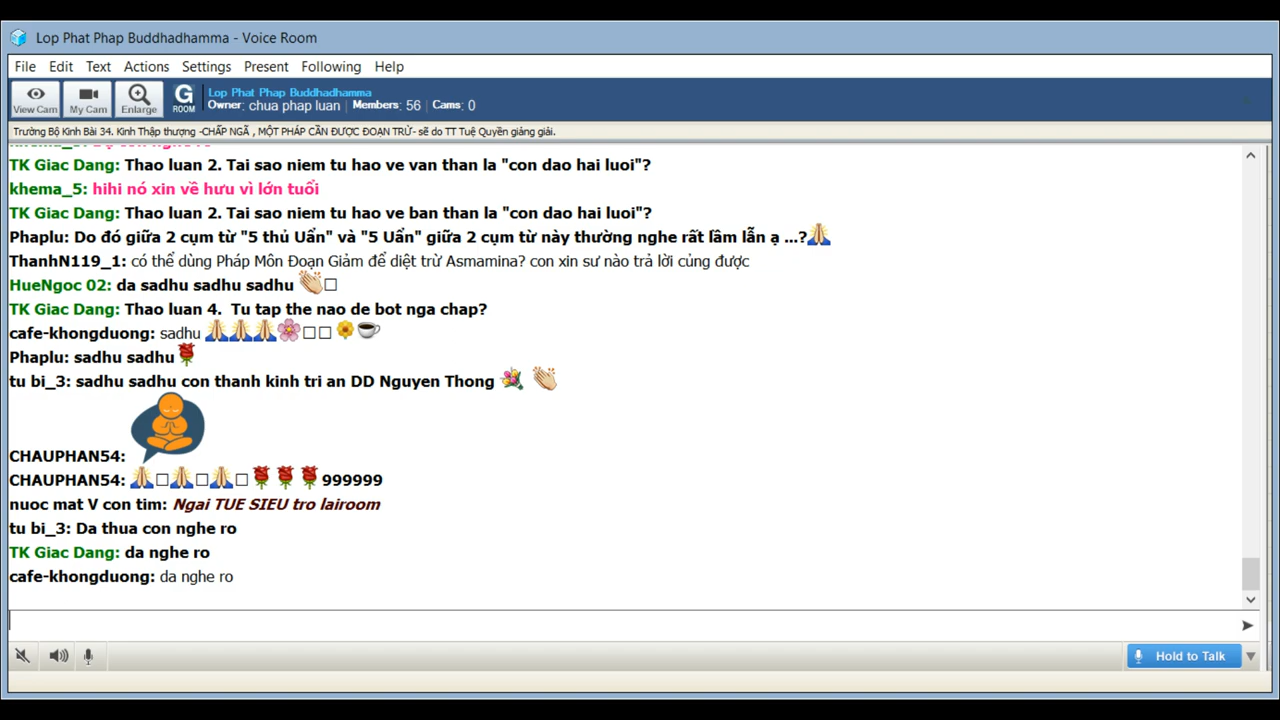 Lop Phat Phap Buddhadhamma - Voice Room
File Edit Text Actions Settings Present Following Help
View Cam My Cam Enlarge G ROOM Lop Phat Phap Buddhadhamma
Owner: chua phap luan | Members: 56 | Cams: 0
Trường Bộ Kinh Bài 34. Kinh Thập thượng -CHẤP NGÃ , MỘT PHÁP CẦN ĐƯỢC ĐOẠN TRỪ- sẽ do TT Tuệ Quyền giảng giải.
TK Giac Dang: Thao luan 2. Tai sao niem tu hao ve van than la "con dao hai luoi"?
khema_5: hihi nó xin về hưu vì lớn tuổi
TK Giac Dang: Thao luan 2. Tai sao niem tu hao ve ban than la "con dao hai luoi"?
Phaplu: Do đó giữa 2 cụm từ "5 thủ Uẩn" và "5 Uẩn" giữa 2 cụm từ này thường nghe rất lầm lẫn ạ ...?🙏
ThanhN119_1: có thể dùng Pháp Môn Đoạn Giảm để diệt trừ Asmamina? con xin sư nào trả lời củng được
HueNgoc 02: da sadhu sadhu sadhu 👏□
TK Giac Dang: Thao luan 4. Tu tap the nao de bot nga chap?
cafe-khongduong: sadhu 🙏🙏🙏🌸□□ 🌼☕
Phaplu: sadhu sadhu🌹
tu bi_3: sadhu sadhu con thanh kinh tri an DD Nguyen Thong 💐 👏
CHAUPHAN54:
CHAUPHAN54: 🙏□🙏□🙏□🌹🌹🌹999999
nuoc mat V con tim: Ngai TUE SIEU tro lairoom
tu bi_3: Da thua con nghe ro
TK Giac Dang: da nghe ro
cafe-khongduong: da nghe ro
Hold to Talk